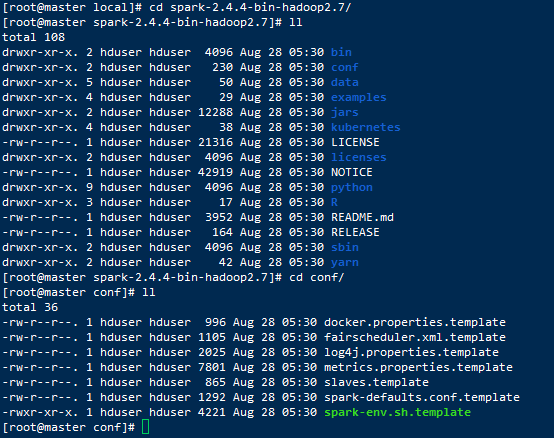 [root@master local]# cd spark-2.4.4-bin-hadoop2.7/
[root@master spark-2.4.4-bin-hadoop2.7]# ll
total 108
drwxr-xr-x. 2 hduser hduser  4096 Aug 28 05:30 bin
drwxr-xr-x. 2 hduser hduser   230 Aug 28 05:30 conf
drwxr-xr-x. 5 hduser hduser    50 Aug 28 05:30 data
drwxr-xr-x. 4 hduser hduser    29 Aug 28 05:30 examples
drwxr-xr-x. 2 hduser hduser 12288 Aug 28 05:30 jars
drwxr-xr-x. 4 hduser hduser    38 Aug 28 05:30 kubernetes
-rw-r--r--. 1 hduser hduser 21316 Aug 28 05:30 LICENSE
drwxr-xr-x. 2 hduser hduser  4096 Aug 28 05:30 licenses
-rw-r--r--. 1 hduser hduser 42919 Aug 28 05:30 NOTICE
drwxr-xr-x. 9 hduser hduser  4096 Aug 28 05:30 python
drwxr-xr-x. 3 hduser hduser    17 Aug 28 05:30 R
-rw-r--r--. 1 hduser hduser  3952 Aug 28 05:30 README.md
-rw-r--r--. 1 hduser hduser   164 Aug 28 05:30 RELEASE
drwxr-xr-x. 2 hduser hduser  4096 Aug 28 05:30 sbin
drwxr-xr-x. 2 hduser hduser    42 Aug 28 05:30 yarn
[root@master spark-2.4.4-bin-hadoop2.7]# cd conf/
[root@master conf]# ll
total 36
-rw-r--r--. 1 hduser hduser  996 Aug 28 05:30 docker.properties.template
-rw-r--r--. 1 hduser hduser 1105 Aug 28 05:30 fairscheduler.xml.template
-rw-r--r--. 1 hduser hduser 2025 Aug 28 05:30 log4j.properties.template
-rw-r--r--. 1 hduser hduser 7801 Aug 28 05:30 metrics.properties.template
-rw-r--r--. 1 hduser hduser  865 Aug 28 05:30 slaves.template
-rw-r--r--. 1 hduser hduser 1292 Aug 28 05:30 spark-defaults.conf.template
-rwxr-xr-x. 1 hduser hduser 4221 Aug 28 05:30 spark-env.sh.template
[root@master conf]#